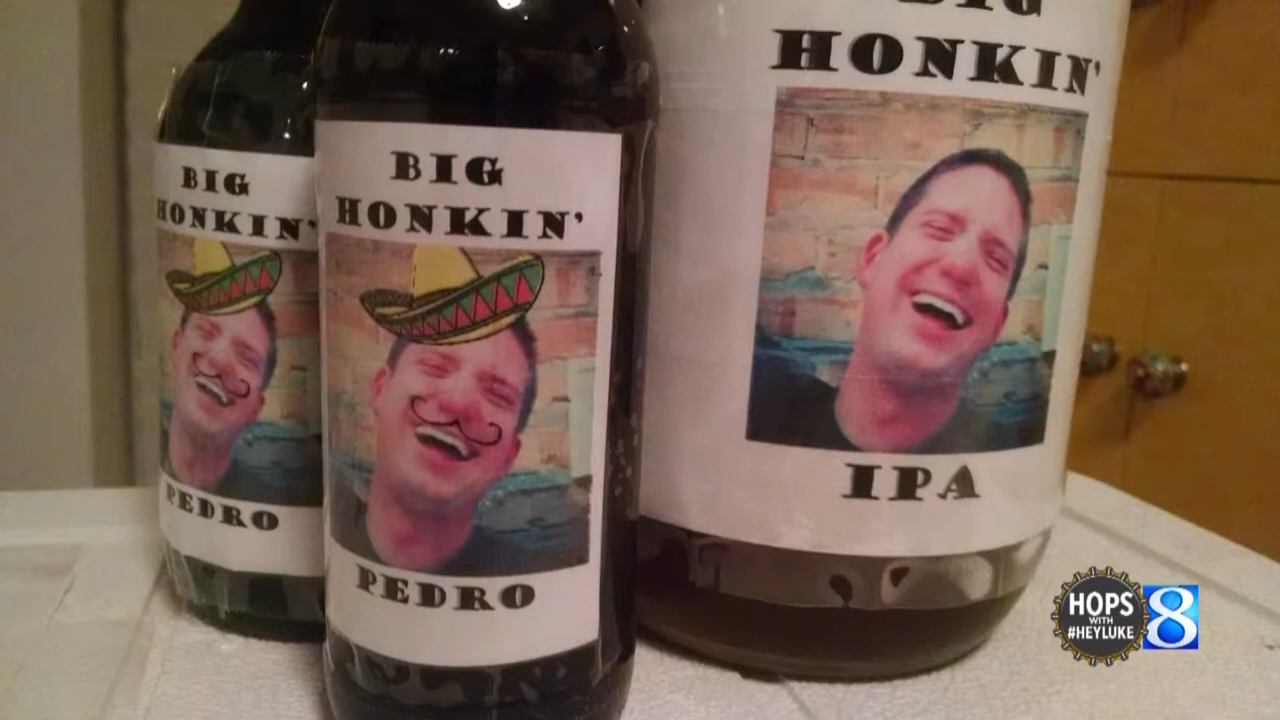 BIG
HONKIN'
PEDRO
BIG
HONKIN'
PEDRO
BIG
HONKIN'
IPA
HOPS
WITH
#HEYLUKE
8